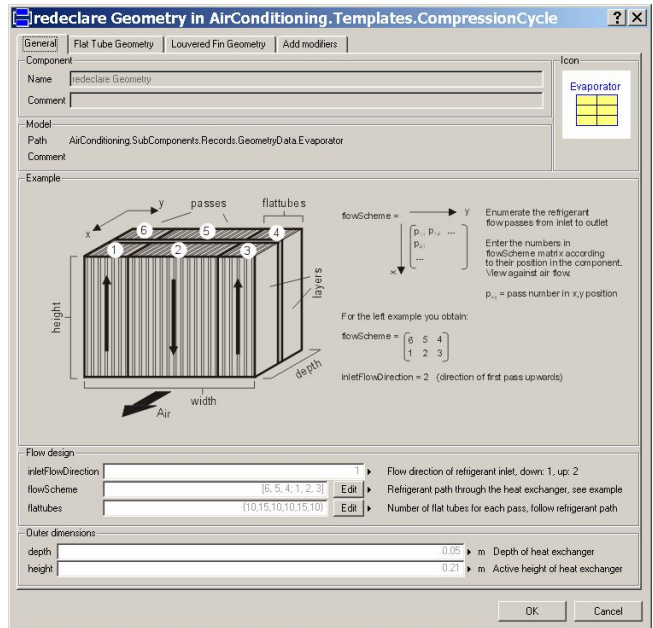 redeclare Geometry in AirConditioning.Templates.CompressionCycle
General Flat Tube Geometry Louvered Fin Geometry Add modifiers
Component
Name redeclare Geometry
Comment
Icon
Evaporator
Model
Path AirConditioning.SubComponents.Records.GeometryData.Evaporator
Comment
Example
y passes flattubes
x
6 5 4
1 2 3
height
layers
depth
width
Air
flowScheme = y
p1,1 p1,2 ...
p2,1
...
x
Enumerate the refrigerant
flow passes from inlet to outlet
Enter the numbers in
flowScheme matrix according
to their position in the component.
View against air flow.
px,y = pass number in x,y position
For the left example you obtain:
flowScheme = 6 5 4
1 2 3
inletFlowDirection = 2 (direction of first pass upwards)
Flow design
inletFlowDirection 1 Flow direction of refrigerant inlet, down: 1, up: 2
flowScheme [6, 5, 4; 1, 2, 3] Edit Refrigerant path through the heat exchanger, see example
flattubes {10,15,10,10,15,10} Edit Number of flat tubes for each pass, follow refrigerant path
Outer dimensions
depth 0.05 m Depth of heat exchanger
height 0.21 m Active height of heat exchanger
OK Cancel